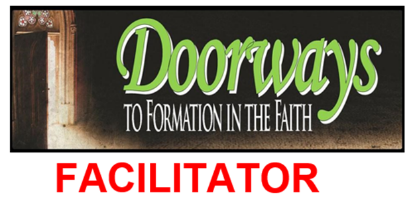 Doorways
TO FORMATION IN THE FAITH
FACILITATOR